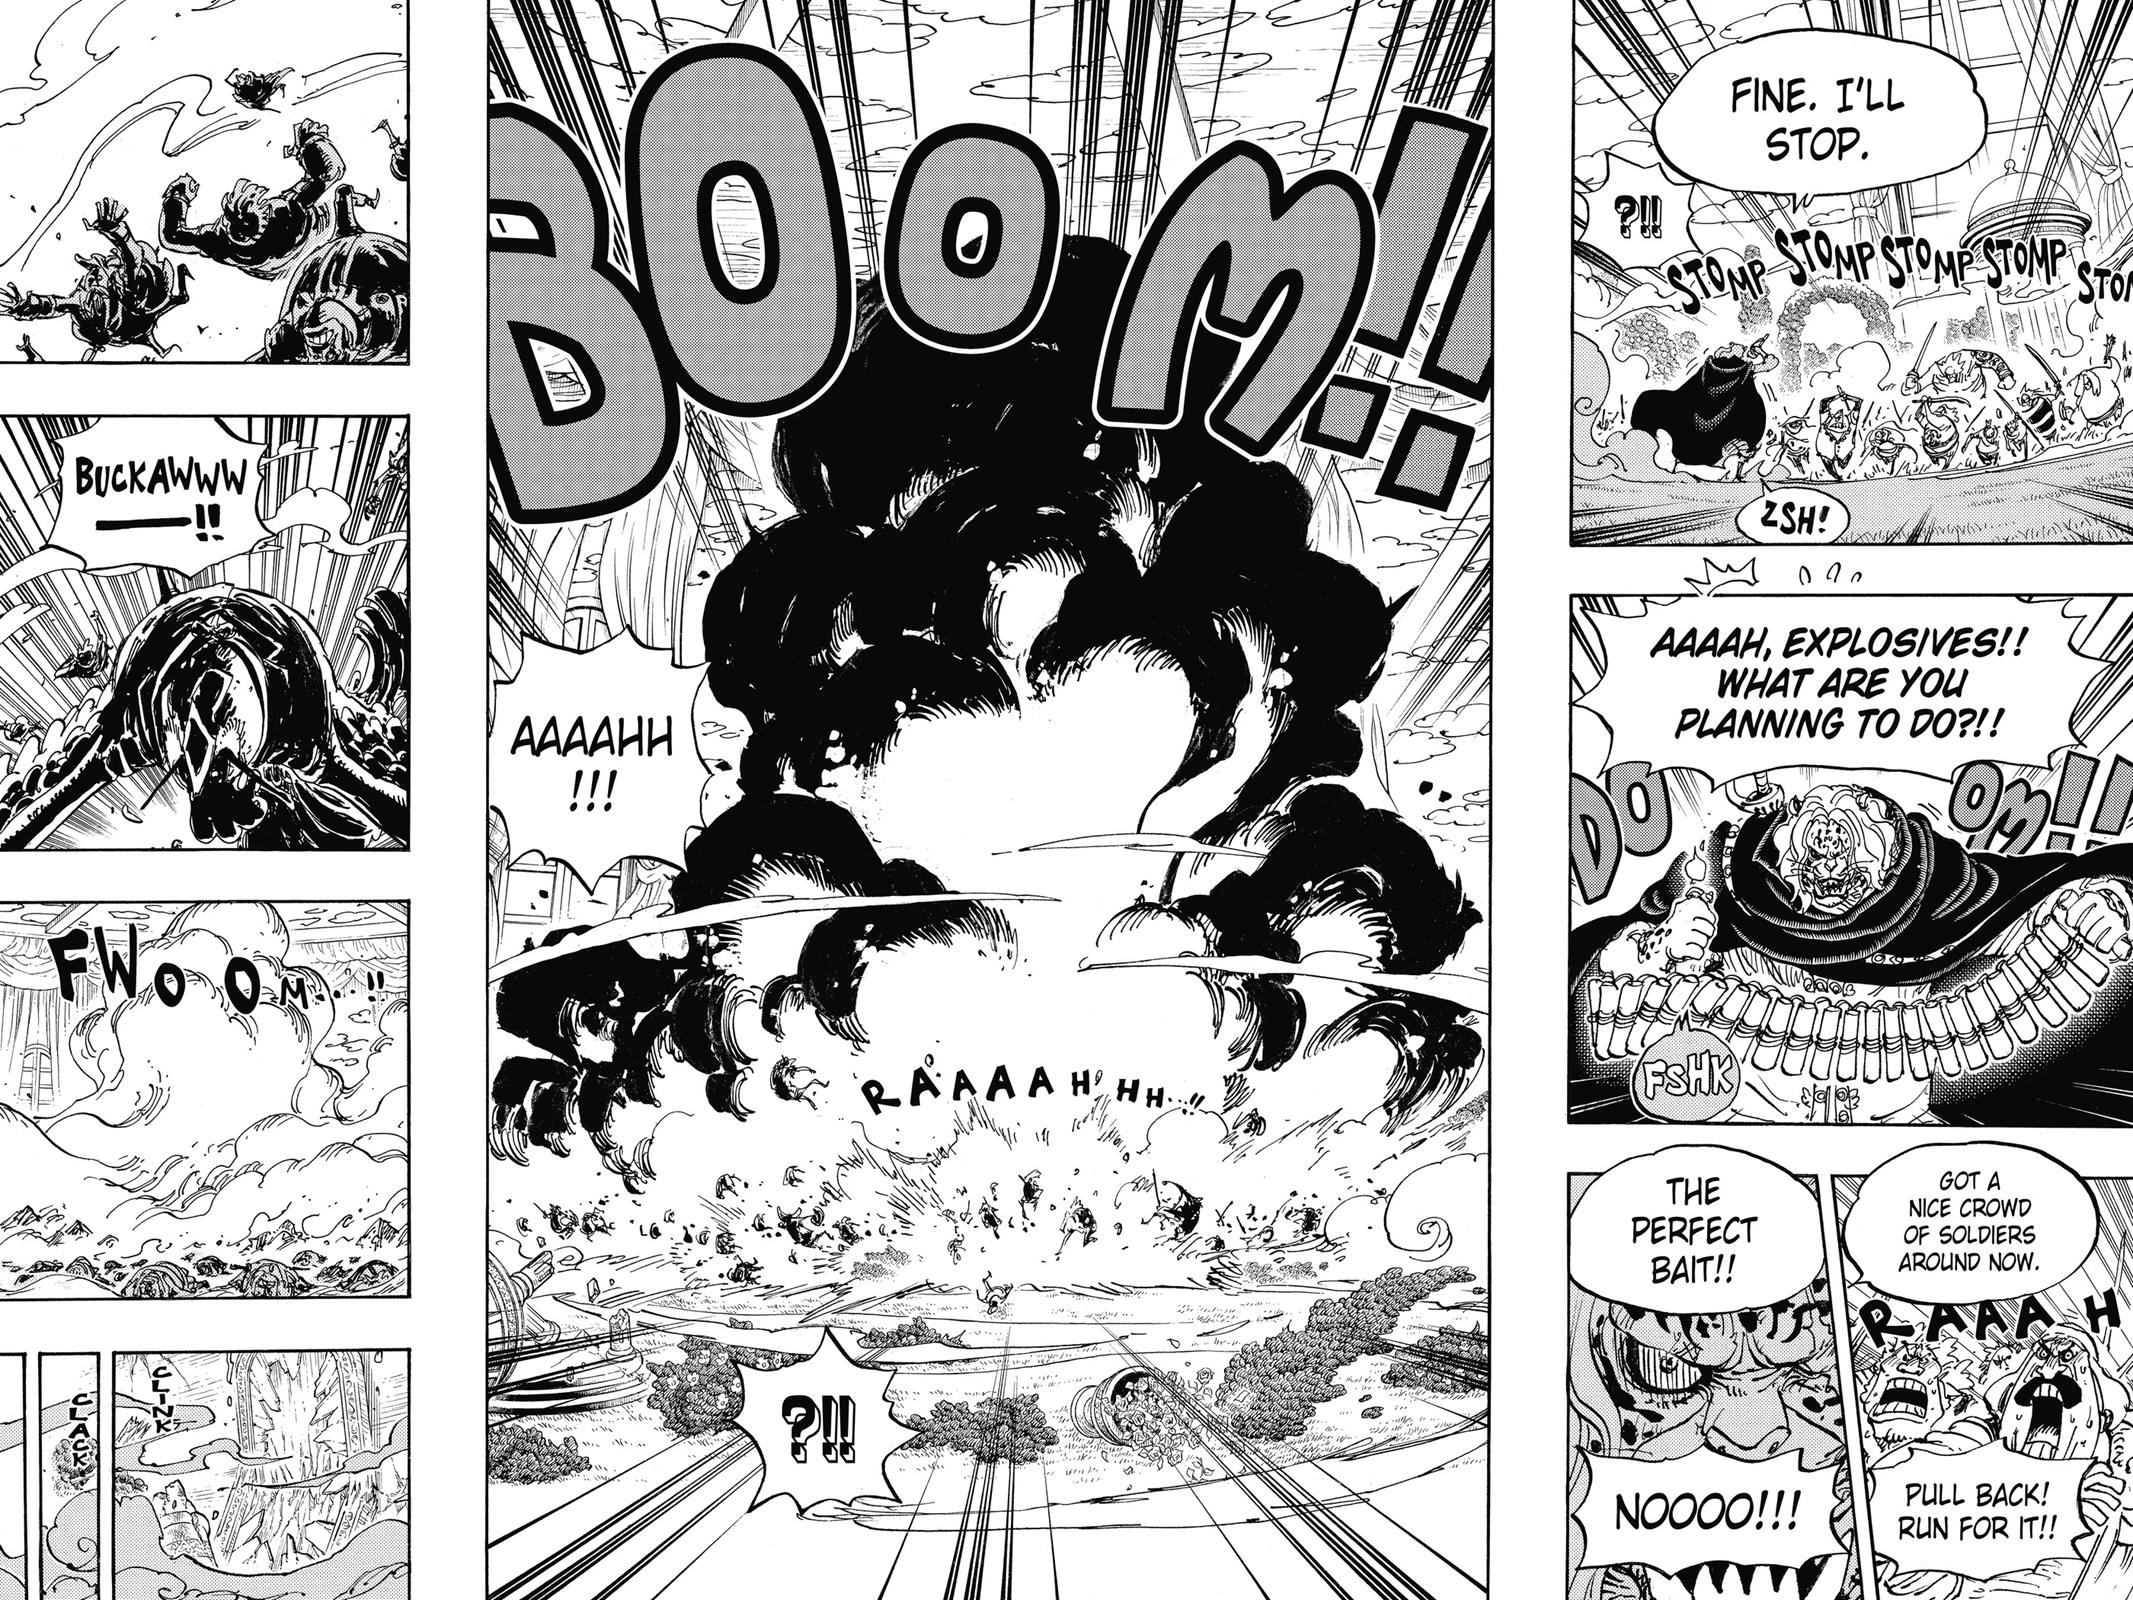 FINE. I'LL
STOP.
?!!
STOMP STOMP STOMP STOMP
ZSH!
AAAAH, EXPLOSIVES!!
WHAT ARE YOU
PLANNING TO DO?!!
DOOM!!
FSHK
GOT A
NICE CROWD
OF SOLDIERS
AROUND NOW.
RAAAH
PULL BACK!
RUN FOR IT!!
THE
PERFECT
BAIT!!
NOOOO!!!
BOOM!!
AAAAHH
!!!
RAAAAHHH...!!
?!!
BUCKAWWW
—!!
FWOOM...!!
CLINK
CLACK